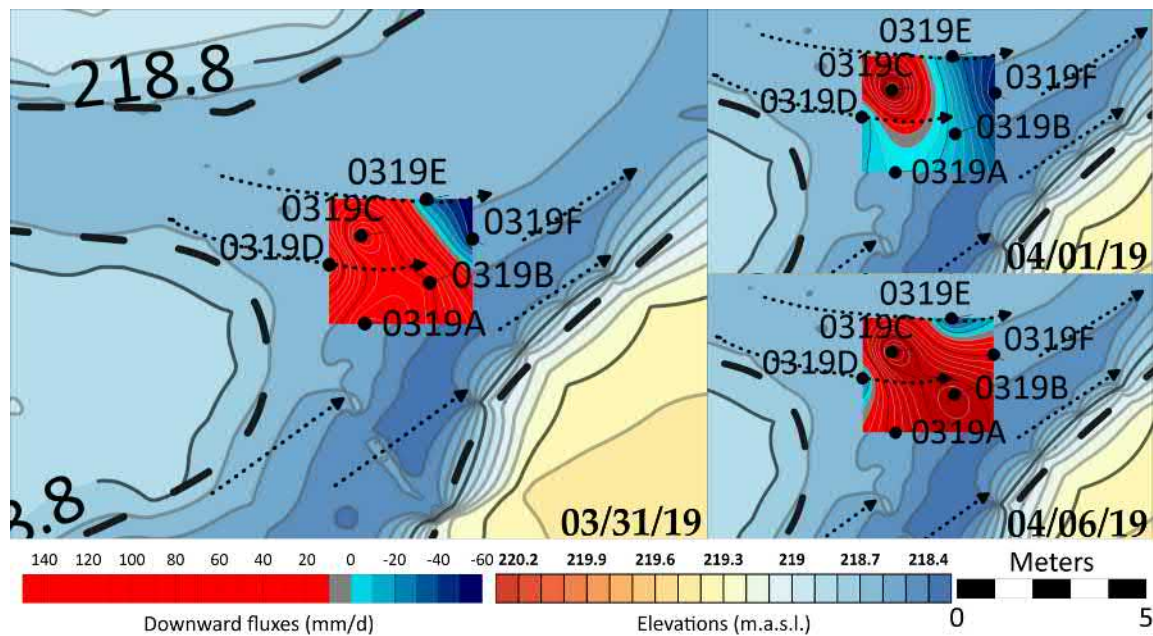 218.8
0319E
0319C
0319D
0319F
0319B
0319A
3.8
03/31/19
0319E
0319C
0319F
0319D
0319B
0319A
04/01/19
0319E
0319C
0319F
0319D
0319B
0319A
04/06/19
140 120 100 80 60 40 20 0 -20 -40 -60
Downward fluxes (mm/d)
220.2 219.9 219.6 219.3 219 218.7 218.4
Elevations (m.a.s.l.)
Meters
0 5